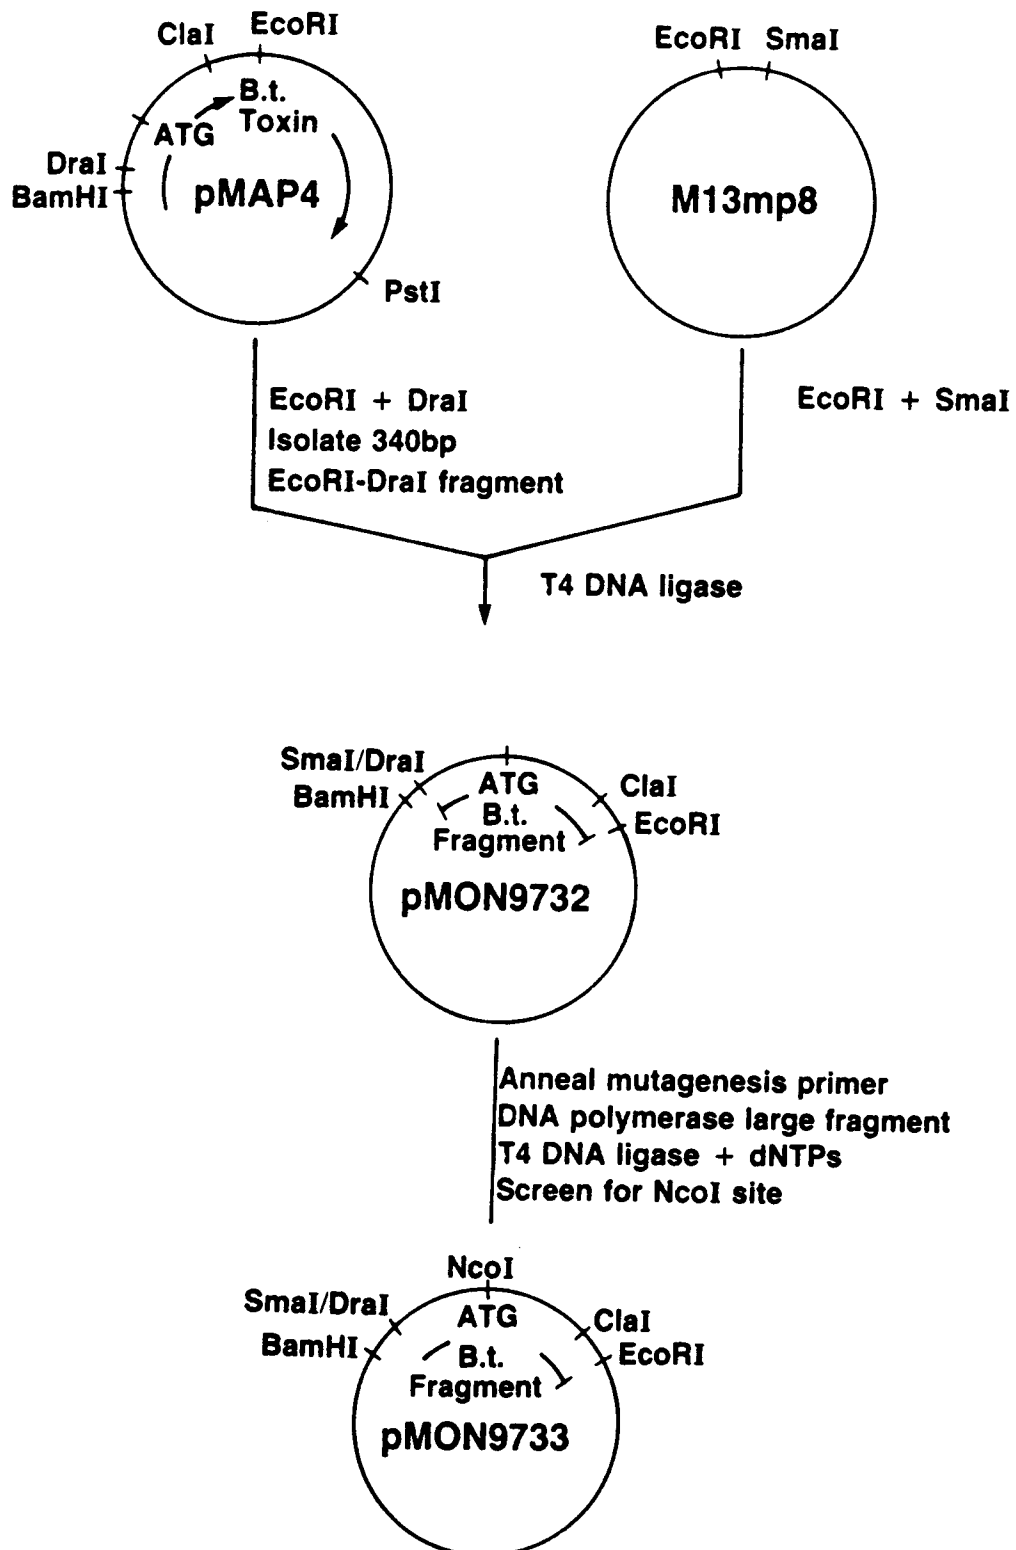 ClaI
EcoRI
B.t.
Toxin
ATG
DraI
BamHI
pMAP4
PstI
EcoRI
SmaI
M13mp8
EcoRI + DraI
Isolate 340bp
EcoRI-DraI fragment
EcoRI + SmaI
T4 DNA ligase
SmaI/DraI
BamHI
ATG
B.t.
Fragment
ClaI
EcoRI
pMON9732
Anneal mutagenesis primer
DNA polymerase large fragment
T4 DNA ligase + dNTPs
Screen for NcoI site
NcoI
SmaI/DraI
BamHI
ATG
B.t.
Fragment
ClaI
EcoRI
pMON9733